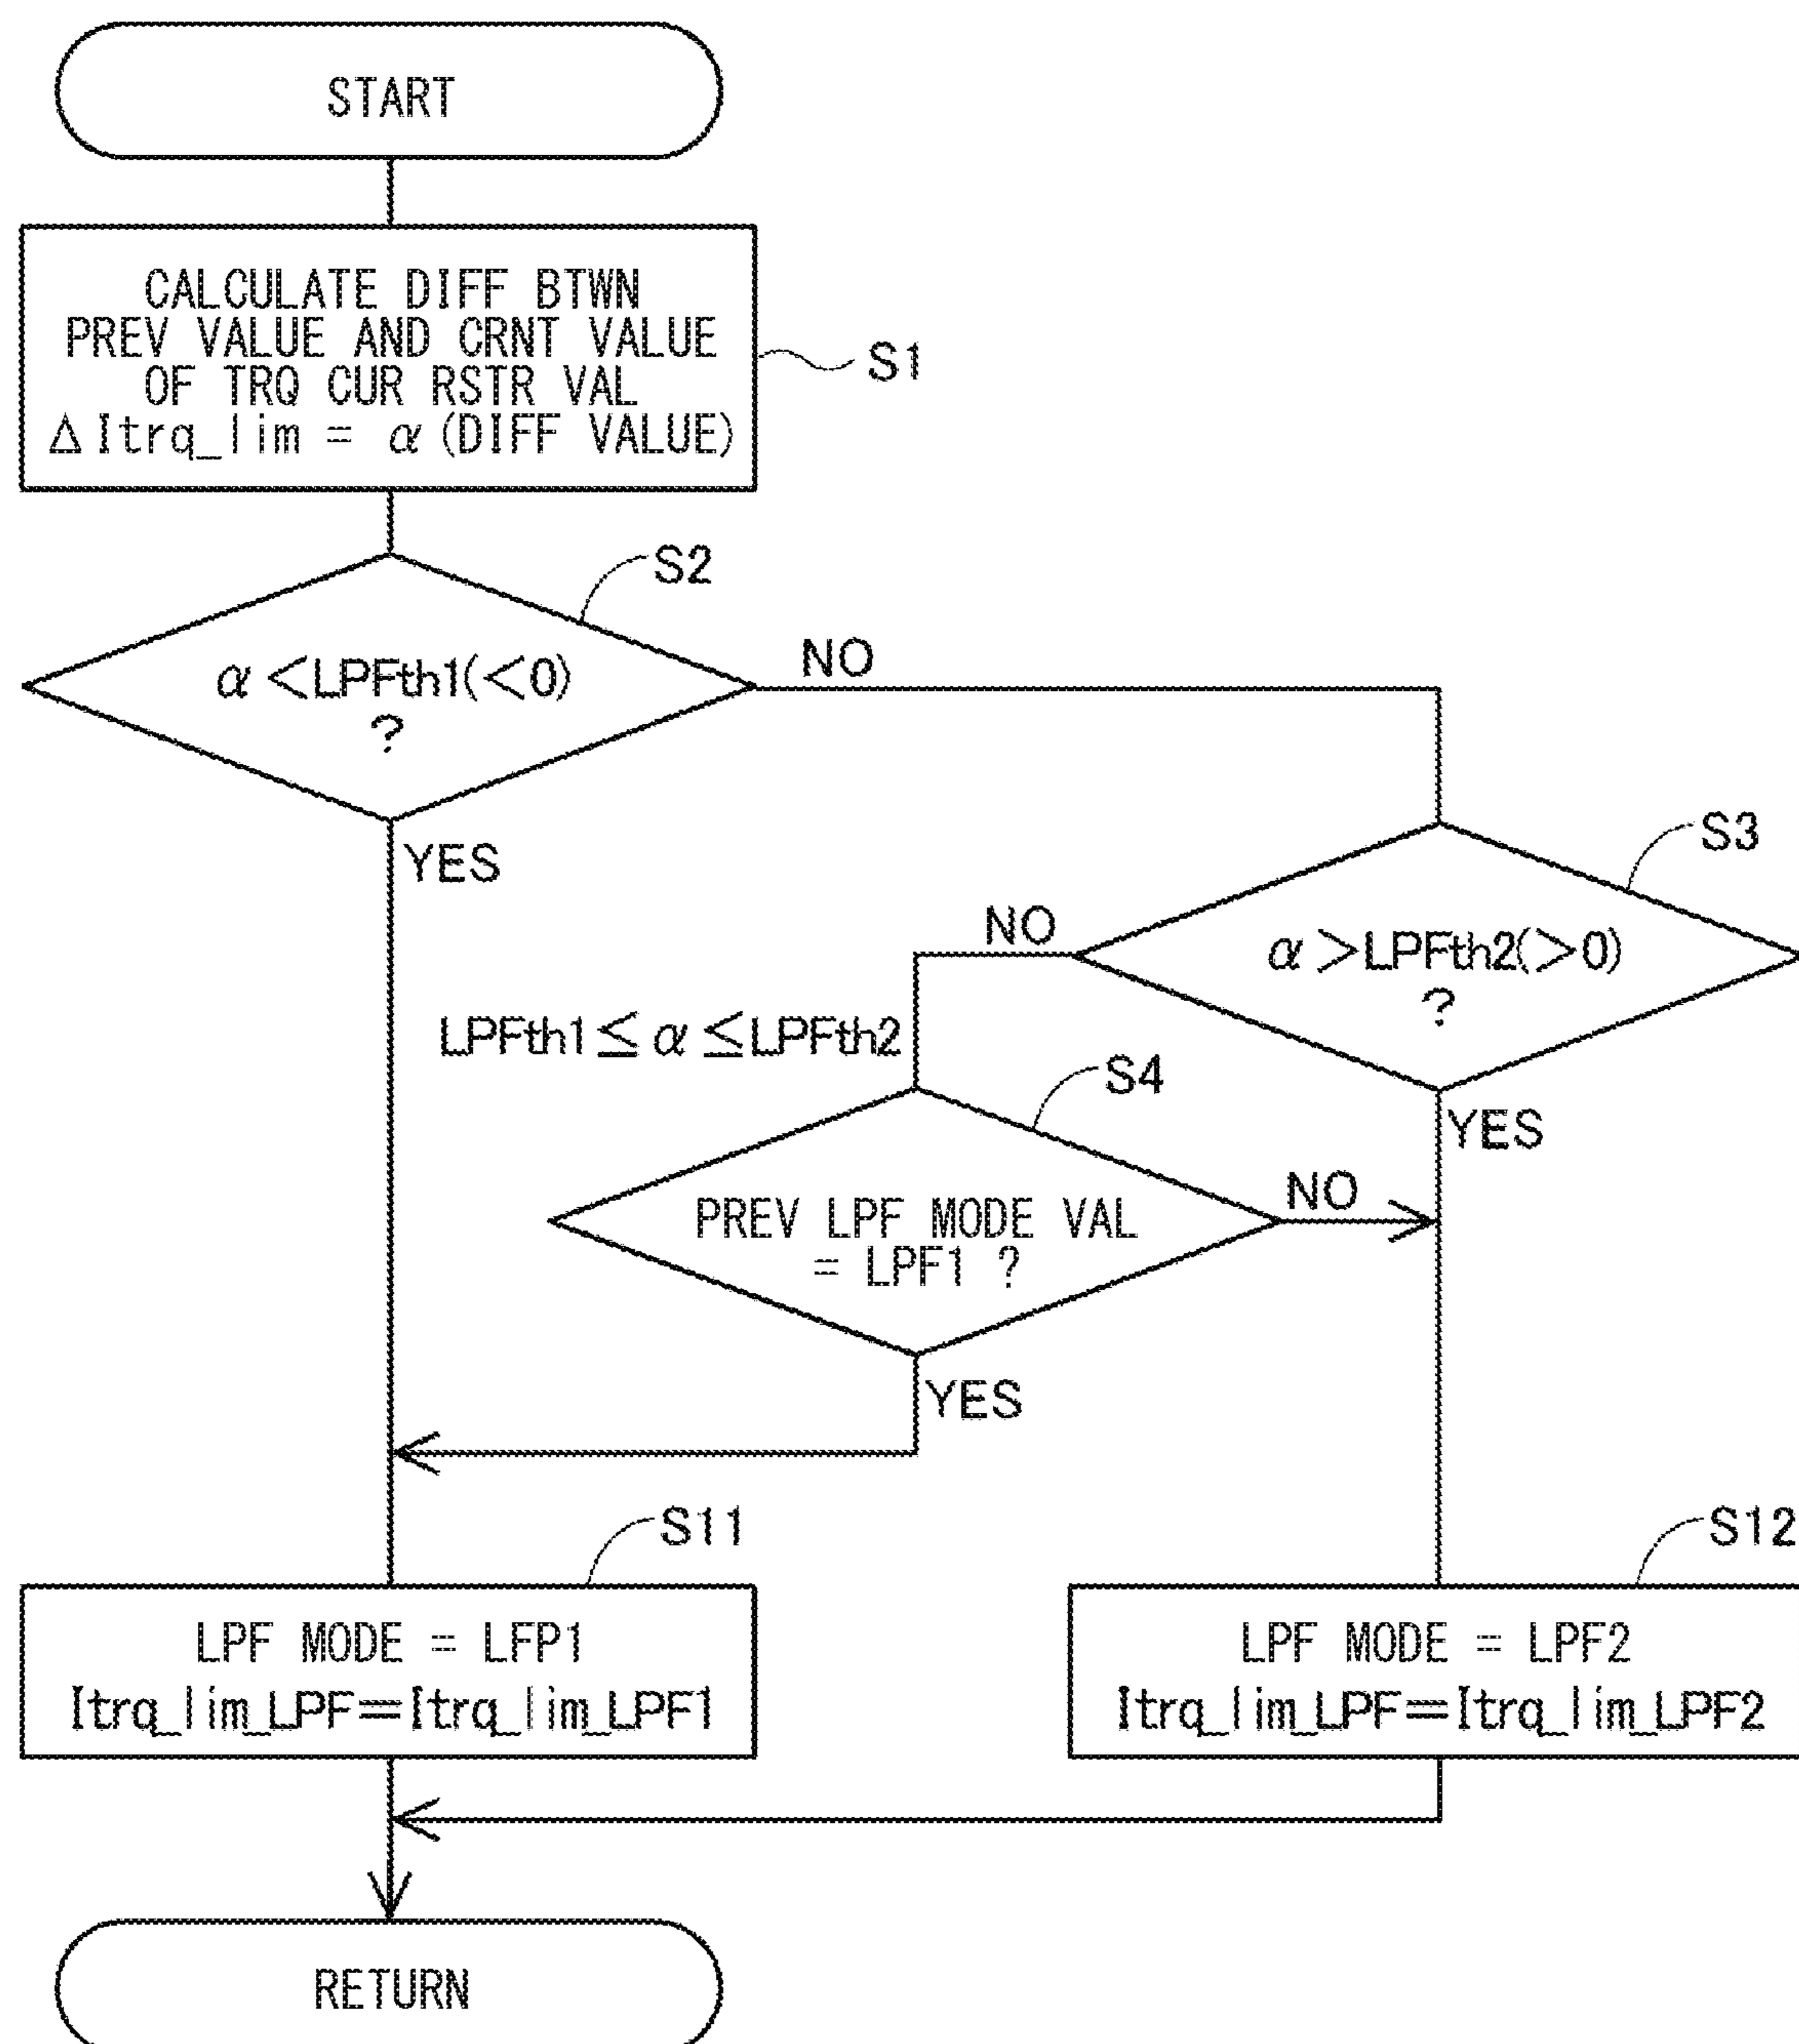 START
CALCULATE DIFF BTWN
PREV VALUE AND CRNT VALUE
OF TRQ CUR RSTR VAL
ΔItrq_lim = α(DIFF VALUE)
S1
S2
α<LPFth1(<0)
?
NO
YES
S3
α>LPFth2(>0)
?
NO
YES
LPFth1≦α≦LPFth2
S4
PREV LPF MODE VAL
= LPF1 ?
NO
YES
S11
LPF MODE = LFP1
Itrq_lim_LPF=Itrq_lim_LPF1
S12
LPF MODE = LPF2
Itrq_lim_LPF=Itrq_lim_LPF2
RETURN